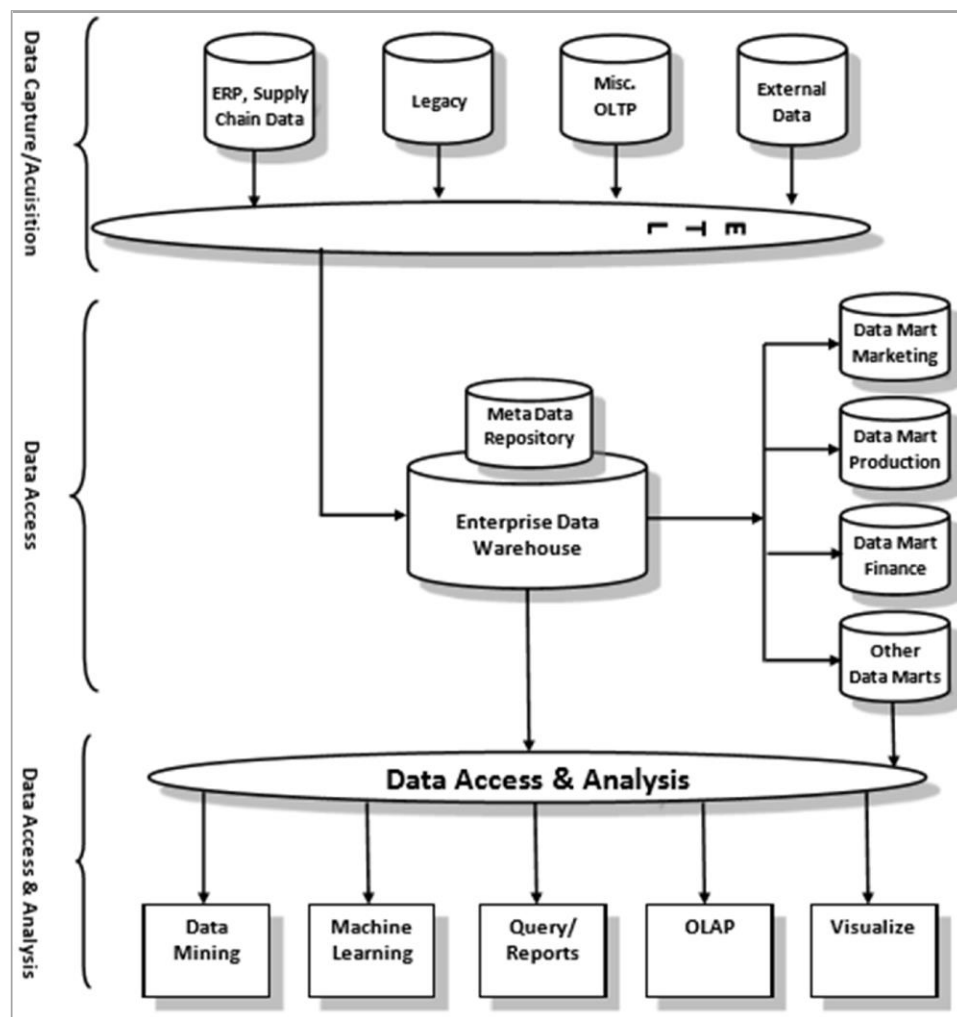 Data Capture/Acuisition
ERP, Supply
Chain Data
Legacy
Misc.
OLTP
External
Data
E
T
L
Data Access
Meta Data
Repository
Enterprise Data
Warehouse
Data Mart
Marketing
Data Mart
Production
Data Mart
Finance
Other
Data Marts
Data Access & Analysis
Data Access & Analysis
Data
Mining
Machine
Learning
Query/
Reports
OLAP
Visualize